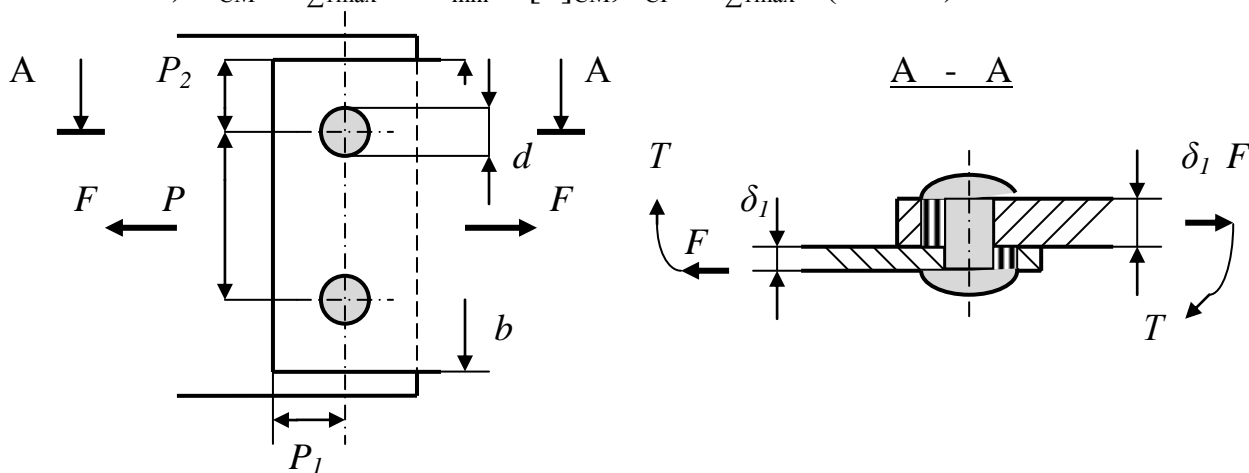 A P₂ A
d
F P F
b
P₁
A - A
T δ₁ δ₁ F
F
T